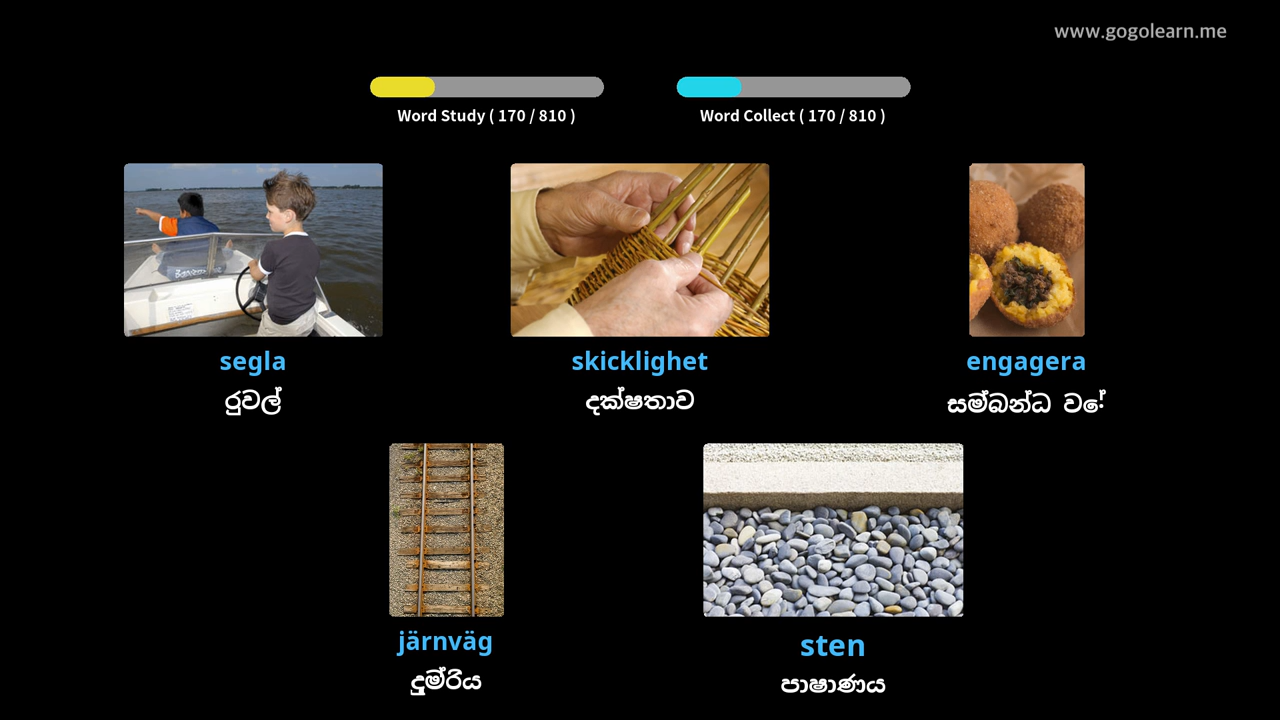 www.gogolearn.me
Word Study ( 170 / 810 )
Word Collect ( 170 / 810 )
segla
රුවල්
skicklighet
දක්ෂතාව
engagera
සම්බන්ධ වේ!
järnväg
දුම්රිය
sten
පාෂාණය